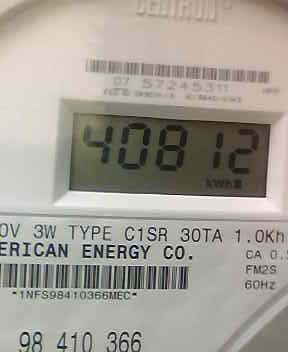 CENTRON
07 57245311
40812
kWh
0V 3W TYPE C1SR 30TA 1.0Kh
ERICAN ENERGY CO.
CA 0.5
FM2S
60Hz
*1NFS98410366MEC*
98 410 366